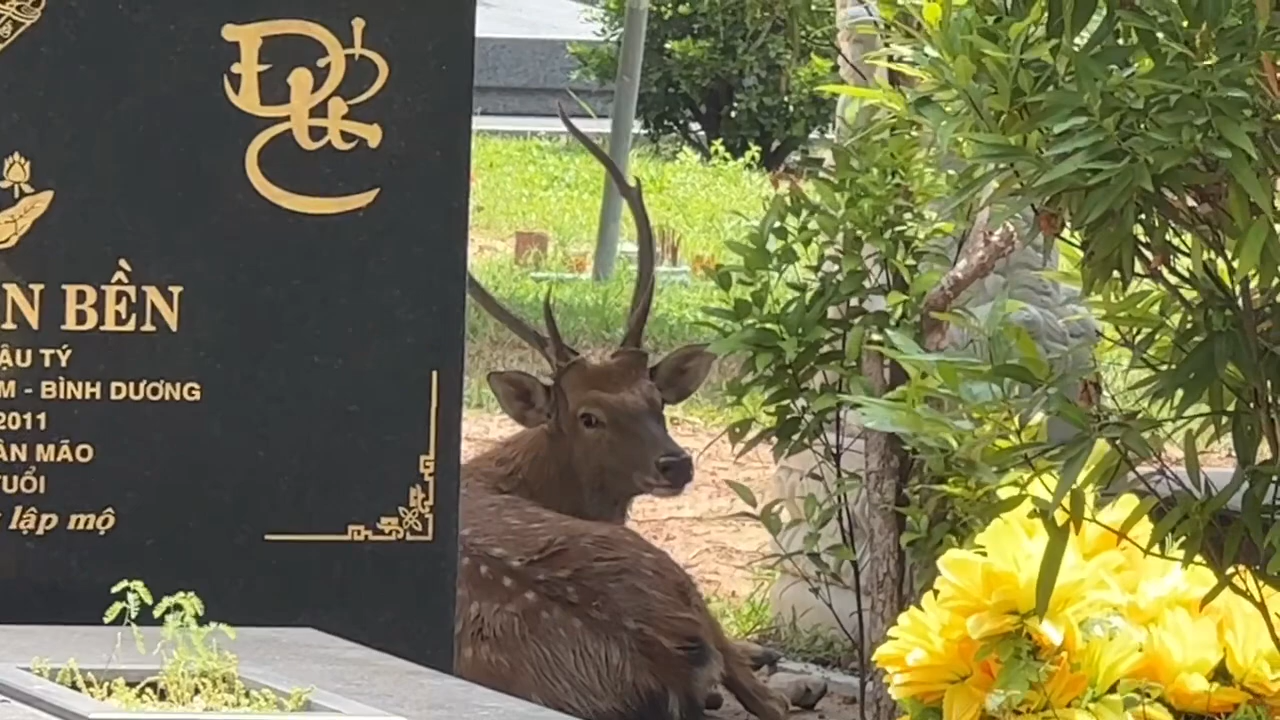 Đức
N BỀN
ẬU TÝ
M - BÌNH DƯƠNG
2011
ÂN MÃO
TUỔI
lập mộ